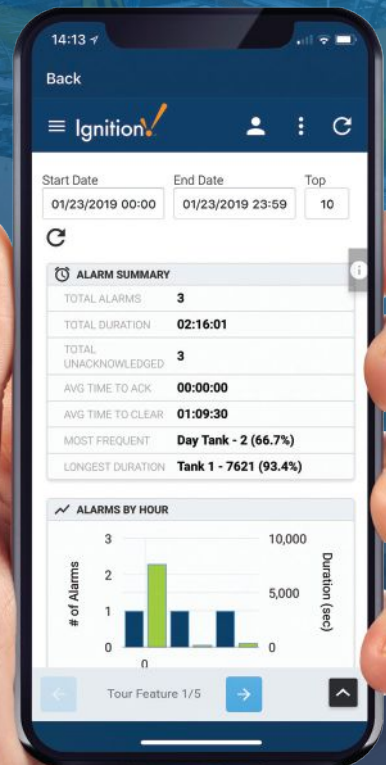 14:13
Back
Ignition!
Start Date End Date Top
01/23/2019 00:00 01/23/2019 23:59 10
ALARM SUMMARY
TOTAL ALARMS 3
TOTAL DURATION 02:16:01
TOTAL
UNACKNOWLEDGED 3
AVG TIME TO ACK 00:00:00
AVG TIME TO CLEAR 01:09:30
MOST FREQUENT Day Tank - 2 (66.7%)
LONGEST DURATION Tank 1 - 7621 (93.4%)
ALARMS BY HOUR
3 10,000
2
5,000
1
0 0
0
# of Alarms
Duration (sec)
Tour Feature 1/5